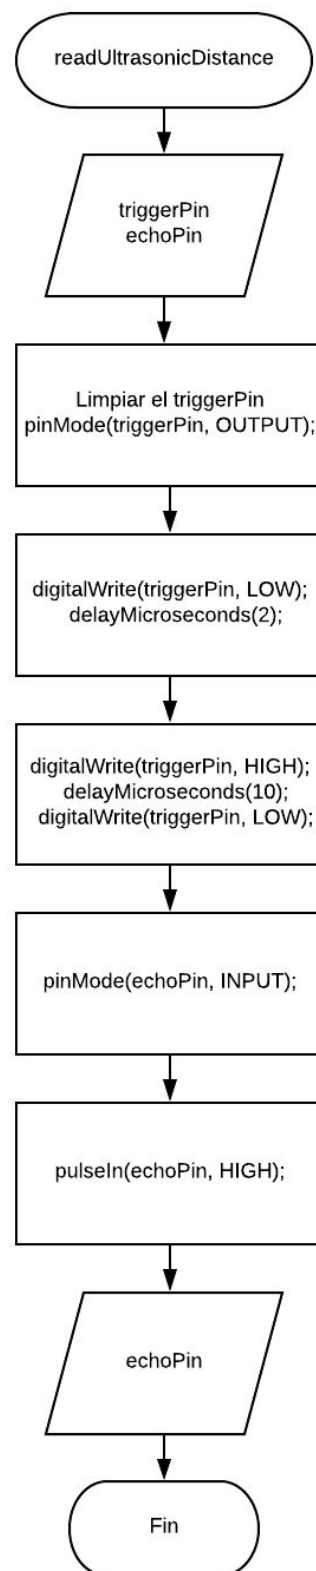 readUltrasonicDistance
triggerPin
echoPin
Limpiar el triggerPin
pinMode(triggerPin, OUTPUT);
digitalWrite(triggerPin, LOW);
delayMicroseconds(2);
digitalWrite(triggerPin, HIGH);
delayMicroseconds(10);
digitalWrite(triggerPin, LOW);
pinMode(echoPin, INPUT);
pulseIn(echoPin, HIGH);
echoPin
Fin